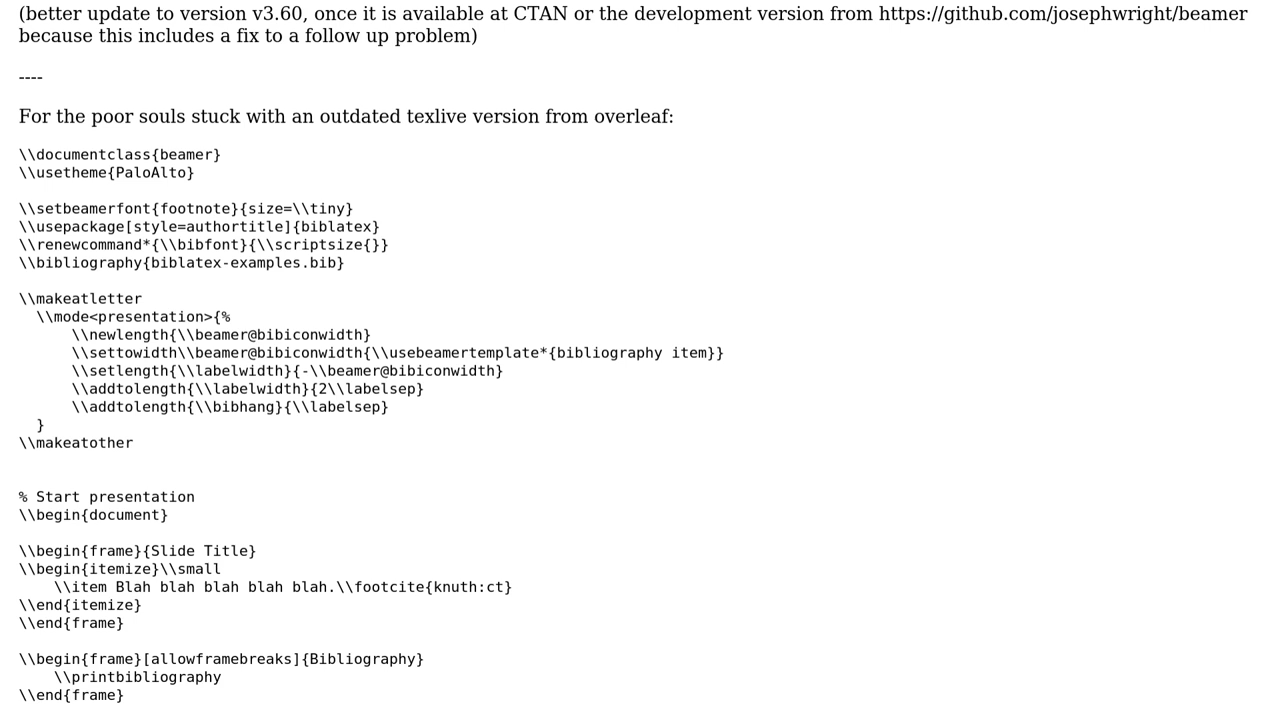 (better update to version v3.60, once it is available at CTAN or the development version from https://github.com/josephwright/beamer
because this includes a fix to a follow up problem)
----
For the poor souls stuck with an outdated texlive version from overleaf:
\\documentclass{beamer}
\\usetheme{PaloAlto}
\\setbeamerfont{footnote}{size=\\tiny}
\\usepackage[style=authortitle]{biblatex}
\\renewcommand*{\\bibfont}{\\scriptsize{}}
\\bibliography{biblatex-examples.bib}
\\makeatletter
  \\mode<presentation>{%
      \\newlength{\\beamer@bibiconwidth}
      \\settowidth\\beamer@bibiconwidth{\\usebeamertemplate*{bibliography item}}
      \\setlength{\\labelwidth}{-\\beamer@bibiconwidth}
      \\addtolength{\\labelwidth}{2\\labelsep}
      \\addtolength{\\bibhang}{\\labelsep}
  }
\\makeatother
% Start presentation
\\begin{document}
\\begin{frame}{Slide Title}
\\begin{itemize}\\small
    \\item Blah blah blah blah blah.\\footcite{knuth:ct}
\\end{itemize}
\\end{frame}
\\begin{frame}[allowframebreaks]{Bibliography}
    \\printbibliography
\\end{frame}